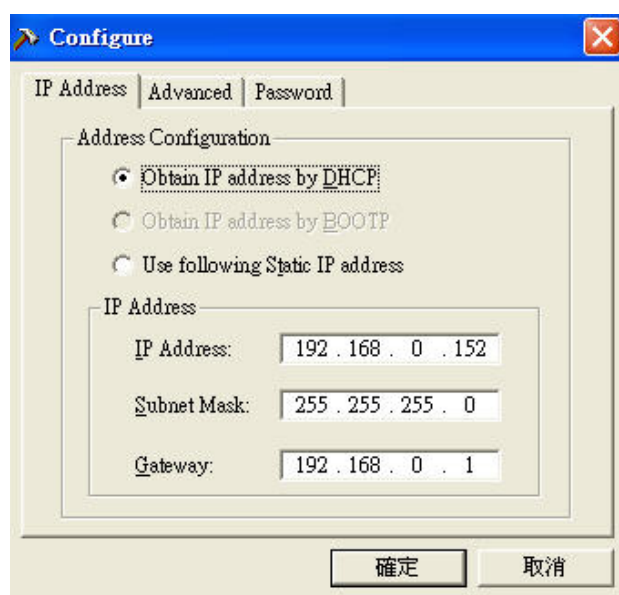 Configure
IP Address Advanced Password
Address Configuration
Obtain IP address by DHCP
Obtain IP address by BOOTP
Use following Static IP address
IP Address
IP Address: 192 . 168 . 0 . 152
Subnet Mask: 255 . 255 . 255 . 0
Gateway: 192 . 168 . 0 . 1
確定 取消